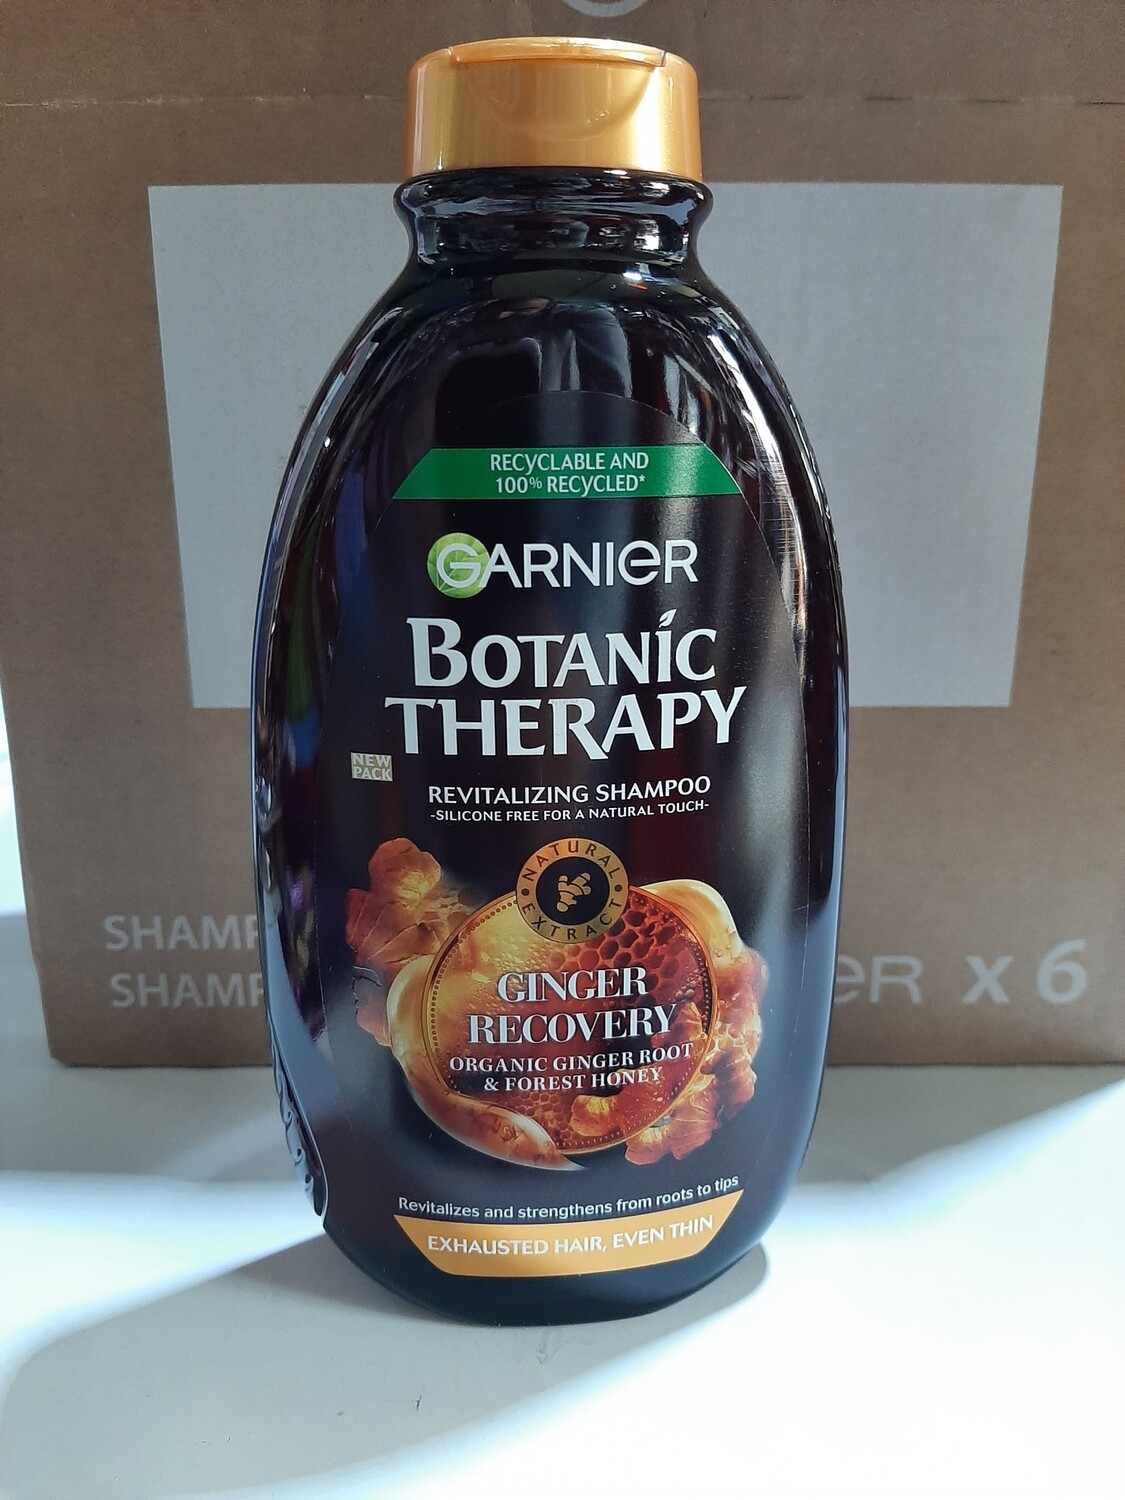 RECYCLABLE AND
100% RECYCLED*
GARNIER
BOTANIC
THERAPY
NEW
PACK
REVITALIZING SHAMPOO
-SILICONE FREE FOR A NATURAL TOUCH-
NATURAL
EXTRACT
GINGER
RECOVERY
ORGANIC GINGER ROOT
& FOREST HONEY
Revitalizes and strengthens from roots to tips
EXHAUSTED HAIR, EVEN THIN
x 6